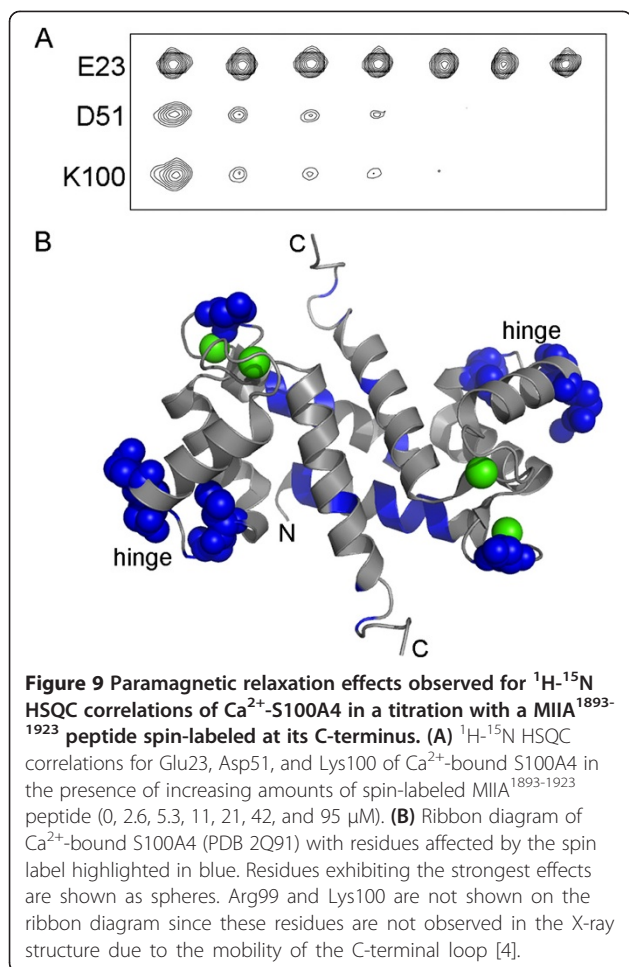 A
E23
D51
K100
B
C
hinge
N
hinge
C
Figure 9 Paramagnetic relaxation effects observed for ¹H-¹⁵N
HSQC correlations of Ca²⁺-S100A4 in a titration with a MIIA¹⁸⁹³⁻
¹⁹²³ peptide spin-labeled at its C-terminus. (A) ¹H-¹⁵N HSQC
correlations for Glu23, Asp51, and Lys100 of Ca²⁺-bound S100A4 in
the presence of increasing amounts of spin-labeled MIIA¹⁸⁹³⁻¹⁹²³
peptide (0, 2.6, 5.3, 11, 21, 42, and 95 μM). (B) Ribbon diagram of
Ca²⁺-bound S100A4 (PDB 2Q91) with residues affected by the spin
label highlighted in blue. Residues exhibiting the strongest effects
are shown as spheres. Arg99 and Lys100 are not shown on the
ribbon diagram since these residues are not observed in the X-ray
structure due to the mobility of the C-terminal loop [4].